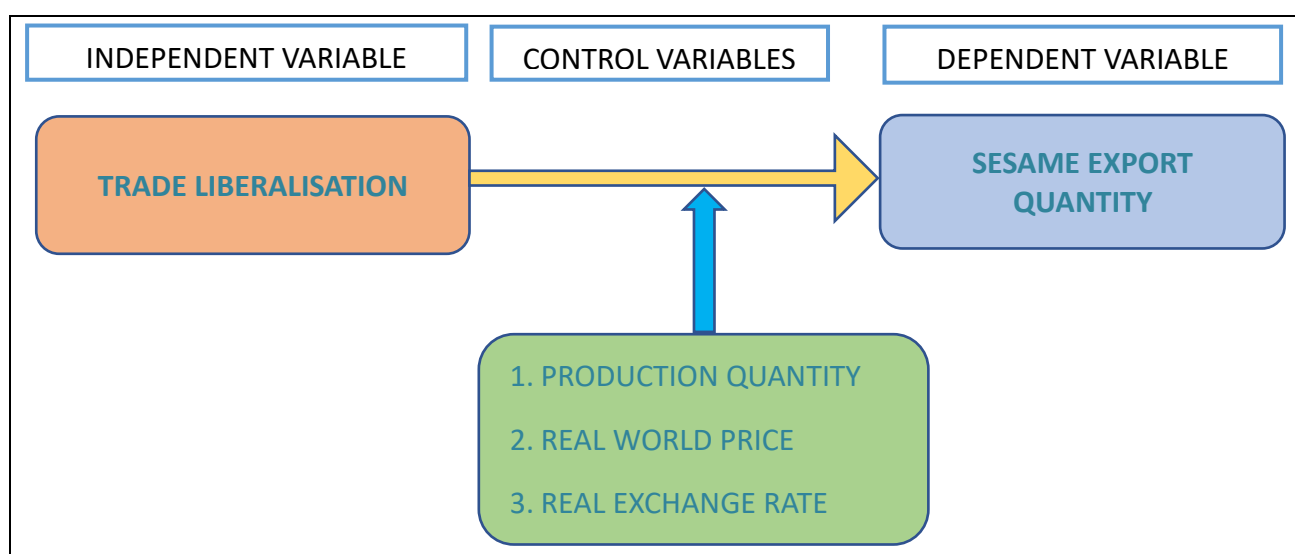 INDEPENDENT VARIABLE
CONTROL VARIABLES
DEPENDENT VARIABLE
TRADE LIBERALISATION
SESAME EXPORT
QUANTITY
1. PRODUCTION QUANTITY
2. REAL WORLD PRICE
3. REAL EXCHANGE RATE